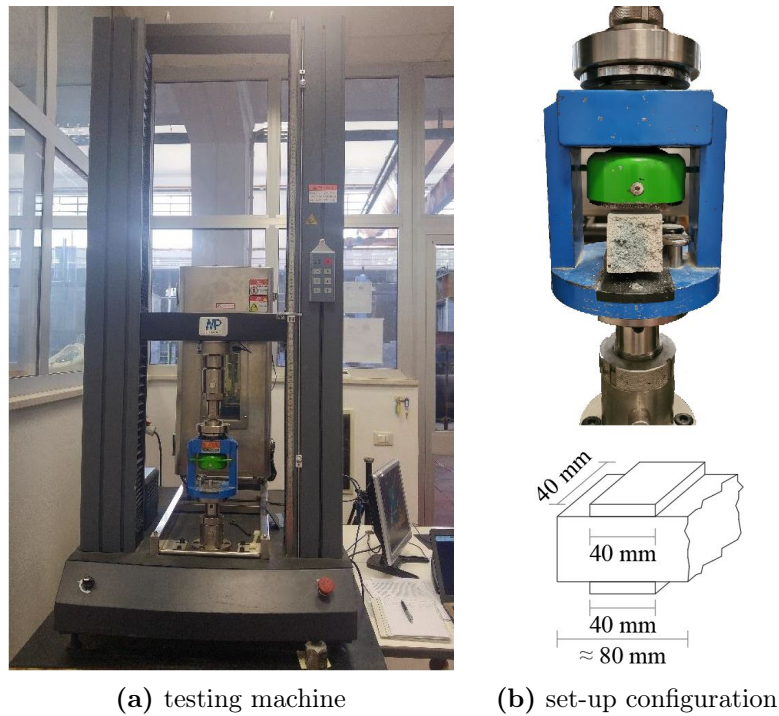 MP
40 mm
40 mm
40 mm
≈ 80 mm
(a) testing machine
(b) set-up configuration